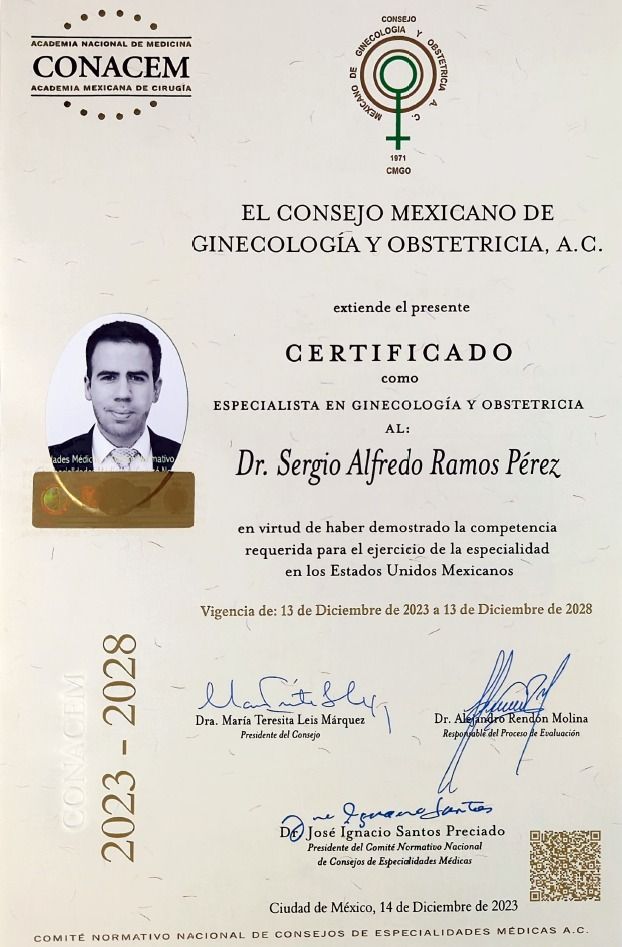 ACADEMIA NACIONAL DE MEDICINA
CONACEM
ACADEMIA MEXICANA DE CIRUGÍA
CONSEJO
MEXICANO DE GINECOLOGIA Y OBSTETRICIA A. C.
1971
CMGO
EL CONSEJO MEXICANO DE
GINECOLOGÍA Y OBSTETRICIA, A.C.
extiende el presente
CERTIFICADO
como
ESPECIALISTA EN GINECOLOGÍA Y OBSTETRICIA
AL:
Dr. Sergio Alfredo Ramos Pérez
en virtud de haber demostrado la competencia
requerida para el ejercicio de la especialidad
en los Estados Unidos Mexicanos
Vigencia de: 13 de Diciembre de 2023 a 13 de Diciembre de 2028
CONACEM
2023 - 2028
Dra. María Teresita Leis Márquez
Presidente del Consejo
Dr. Alejandro Rendón Molina
Responsable del Proceso de Evaluación
Dr. José Ignacio Santos Preciado
Presidente del Comité Normativo Nacional
de Consejos de Especialidades Médicas
Ciudad de México, 14 de Diciembre de 2023
COMITÉ NORMATIVO NACIONAL DE CONSEJOS DE ESPECIALIDADES MÉDICAS A.C.